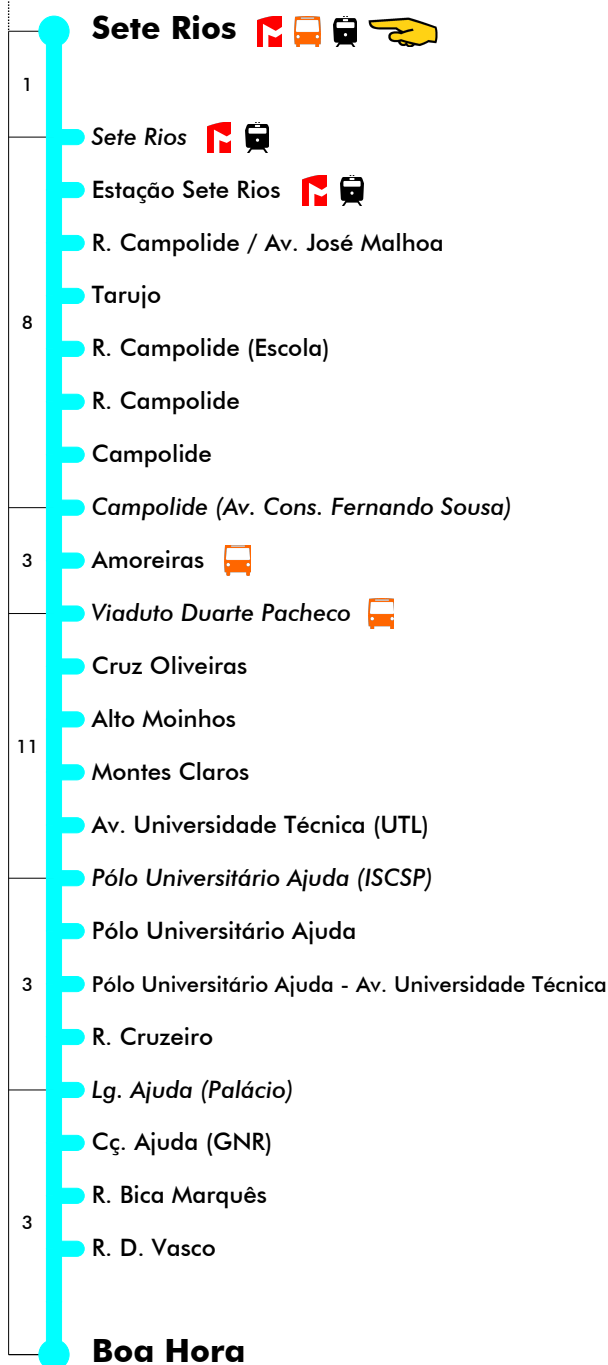 Sete Rios
1
Sete Rios
Estação Sete Rios
R. Campolide / Av. José Malhoa
Tarujo
8
R. Campolide (Escola)
R. Campolide
Campolide
Campolide (Av. Cons. Fernando Sousa)
3
Amoreiras
Viaduto Duarte Pacheco
Cruz Oliveiras
Alto Moinhos
11
Montes Claros
Av. Universidade Técnica (UTL)
Pólo Universitário Ajuda (ISCSP)
Pólo Universitário Ajuda
3
Pólo Universitário Ajuda - Av. Universidade Técnica
R. Cruzeiro
Lg. Ajuda (Palácio)
Cç. Ajuda (GNR)
R. Bica Marquês
3
R. D. Vasco
Boa Hora